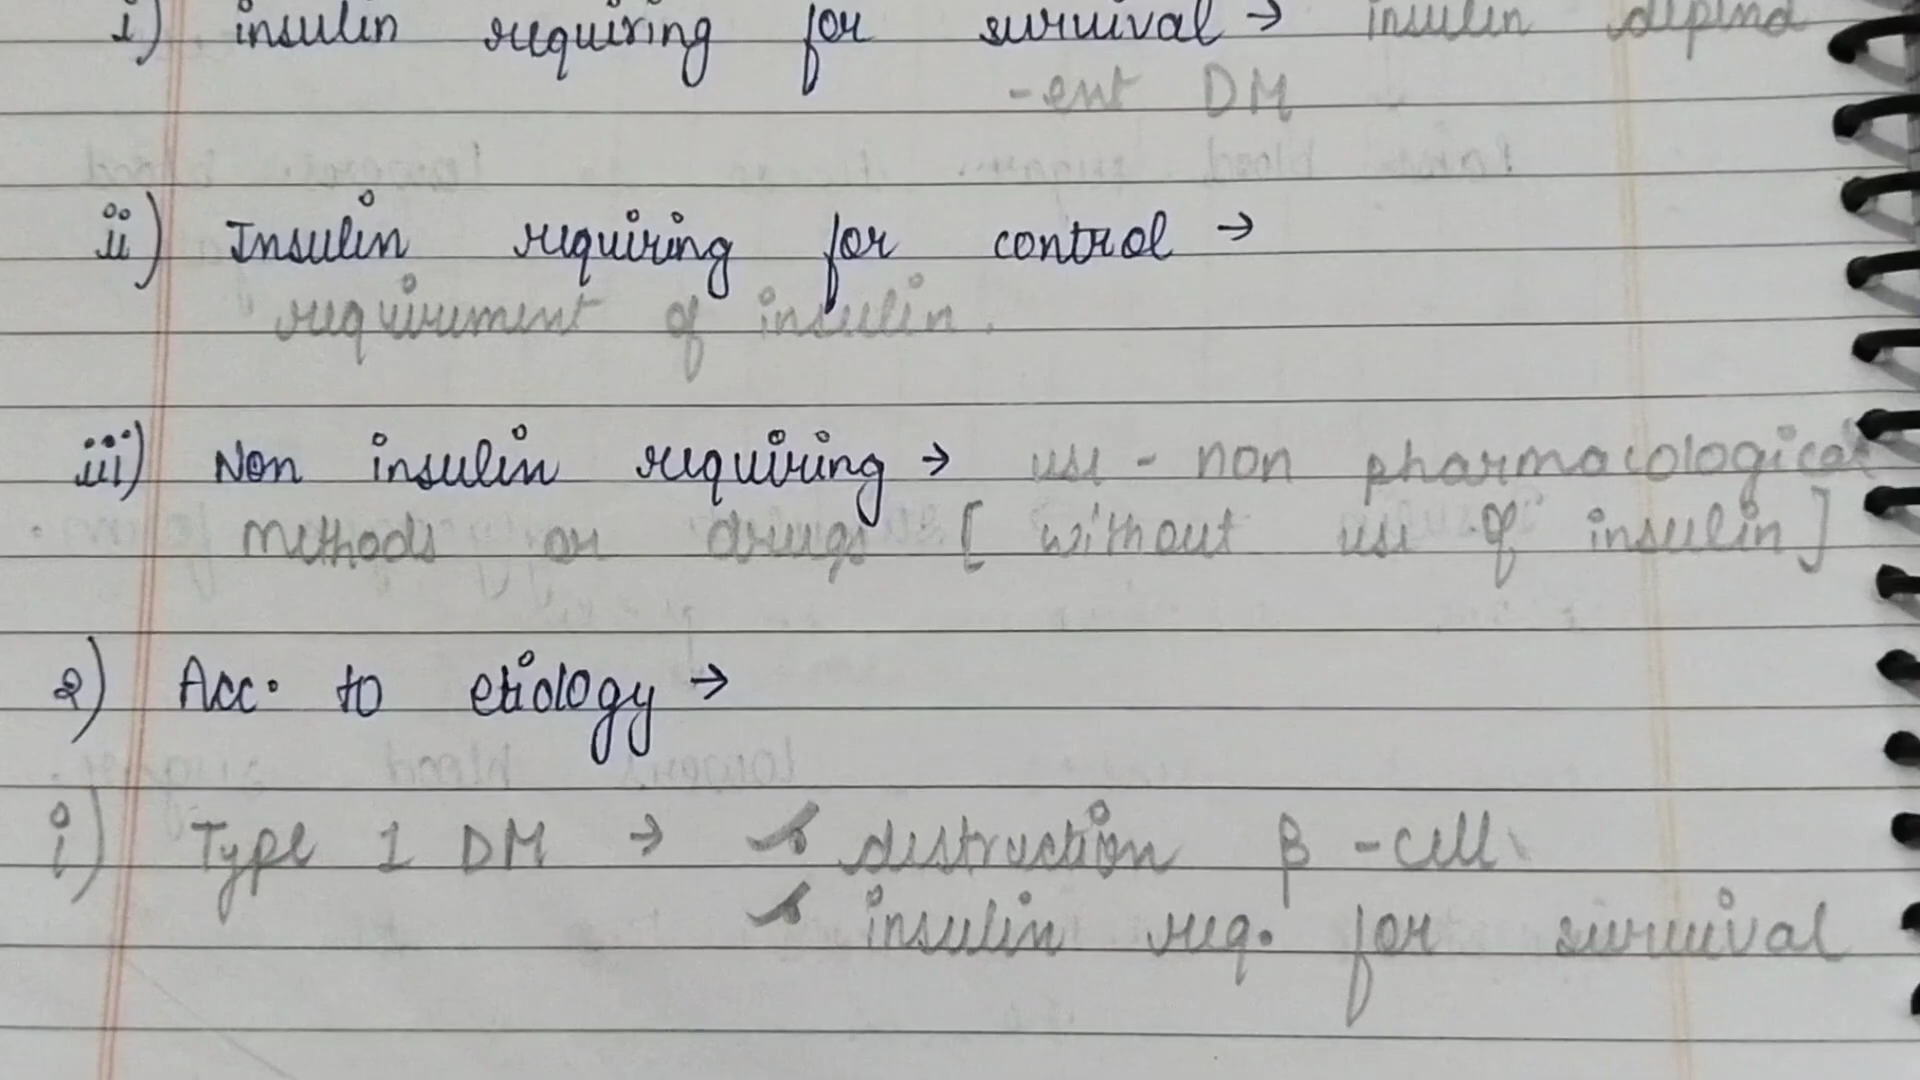 i) insulin requiring for survival → insulin depend
-ent DM
ii) Insulin requiring for control →
requirement of insulin.
iii) Non insulin requiring → use - non pharmacological
methods or drugs [ without use of insulin ]
2) Acc. to etiology →
i) Type 1 DM → destruction β - cell
insulin req. for survival